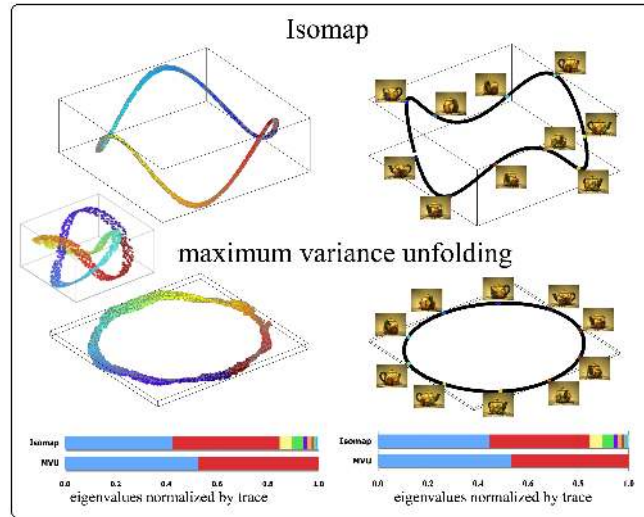 Isomap
maximum variance unfolding
Isomap
MVU
0.0 0.2 0.4 0.6 0.8 1.0
eigenvalues normalized by trace
Isomap
MVU
0.0 0.2 0.4 0.6 0.8 1.0
eigenvalues normalized by trace